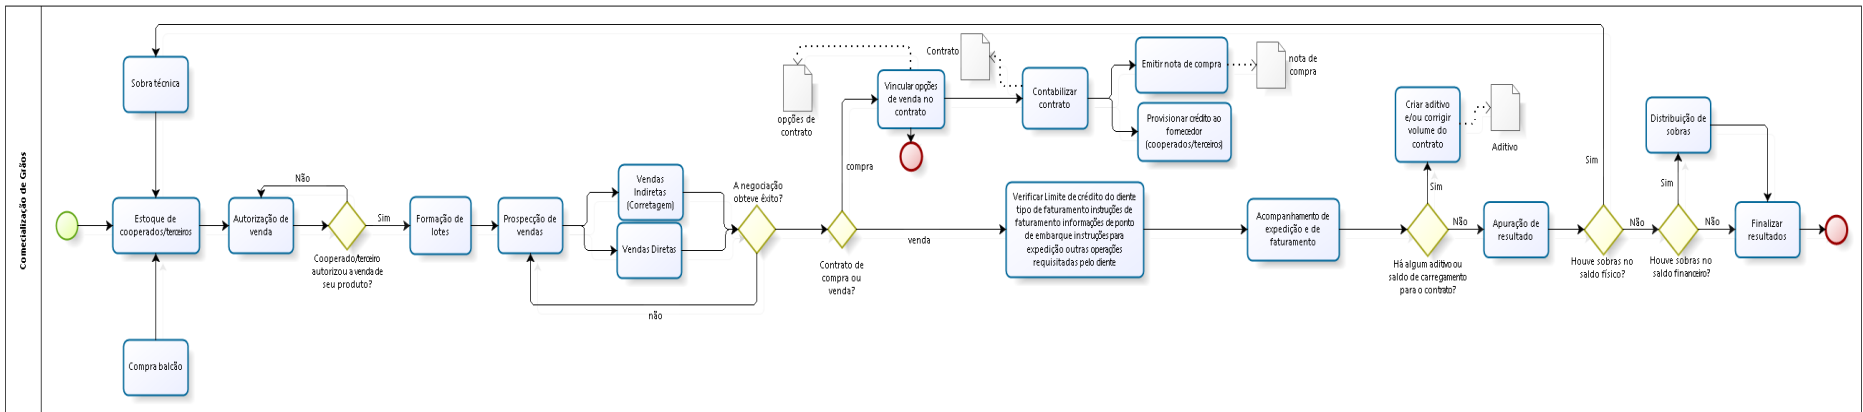 Comecialização de Grãos
Sobra técnica
Estoque de
cooperados/terceiros
Compra balcão
Autorização de
venda
Não
Cooperado/terceiro
autorizou a venda de
seu produto?
Sim
Formação de
lotes
Prospecção de
vendas
Vendas
Indiretas
(Corretagem)
Vendas Diretas
não
A negociação
obteve êxito?
Contrato de
compra ou
venda?
compra
venda
opções de
contrato
Vincular opções
de venda no
contrato
Contrato
Contabilizar
contrato
Emitir nota de compra
nota de
compra
Provisionar crédito ao
fornecedor
(cooperados/terceiros)
Verificar Limite de crédito do cliente
tipo de faturamento instruções de
faturamento informações de ponto
de embarque instruções para
expedição outras operações
requisitadas pelo cliente
Acompanhamento de
expedição e de
faturamento
Criar aditivo
e/ou corrigir
volume do
contrato
Aditivo
Sim
Há algum aditivo ou
saldo de carregamento
para o contrato?
Não
Apuração de
resultado
Sim
Houve sobras no
saldo físico?
Não
Distribuição de
sobras
Sim
Houve sobras no
saldo financeiro?
Não
Finalizar
resultados